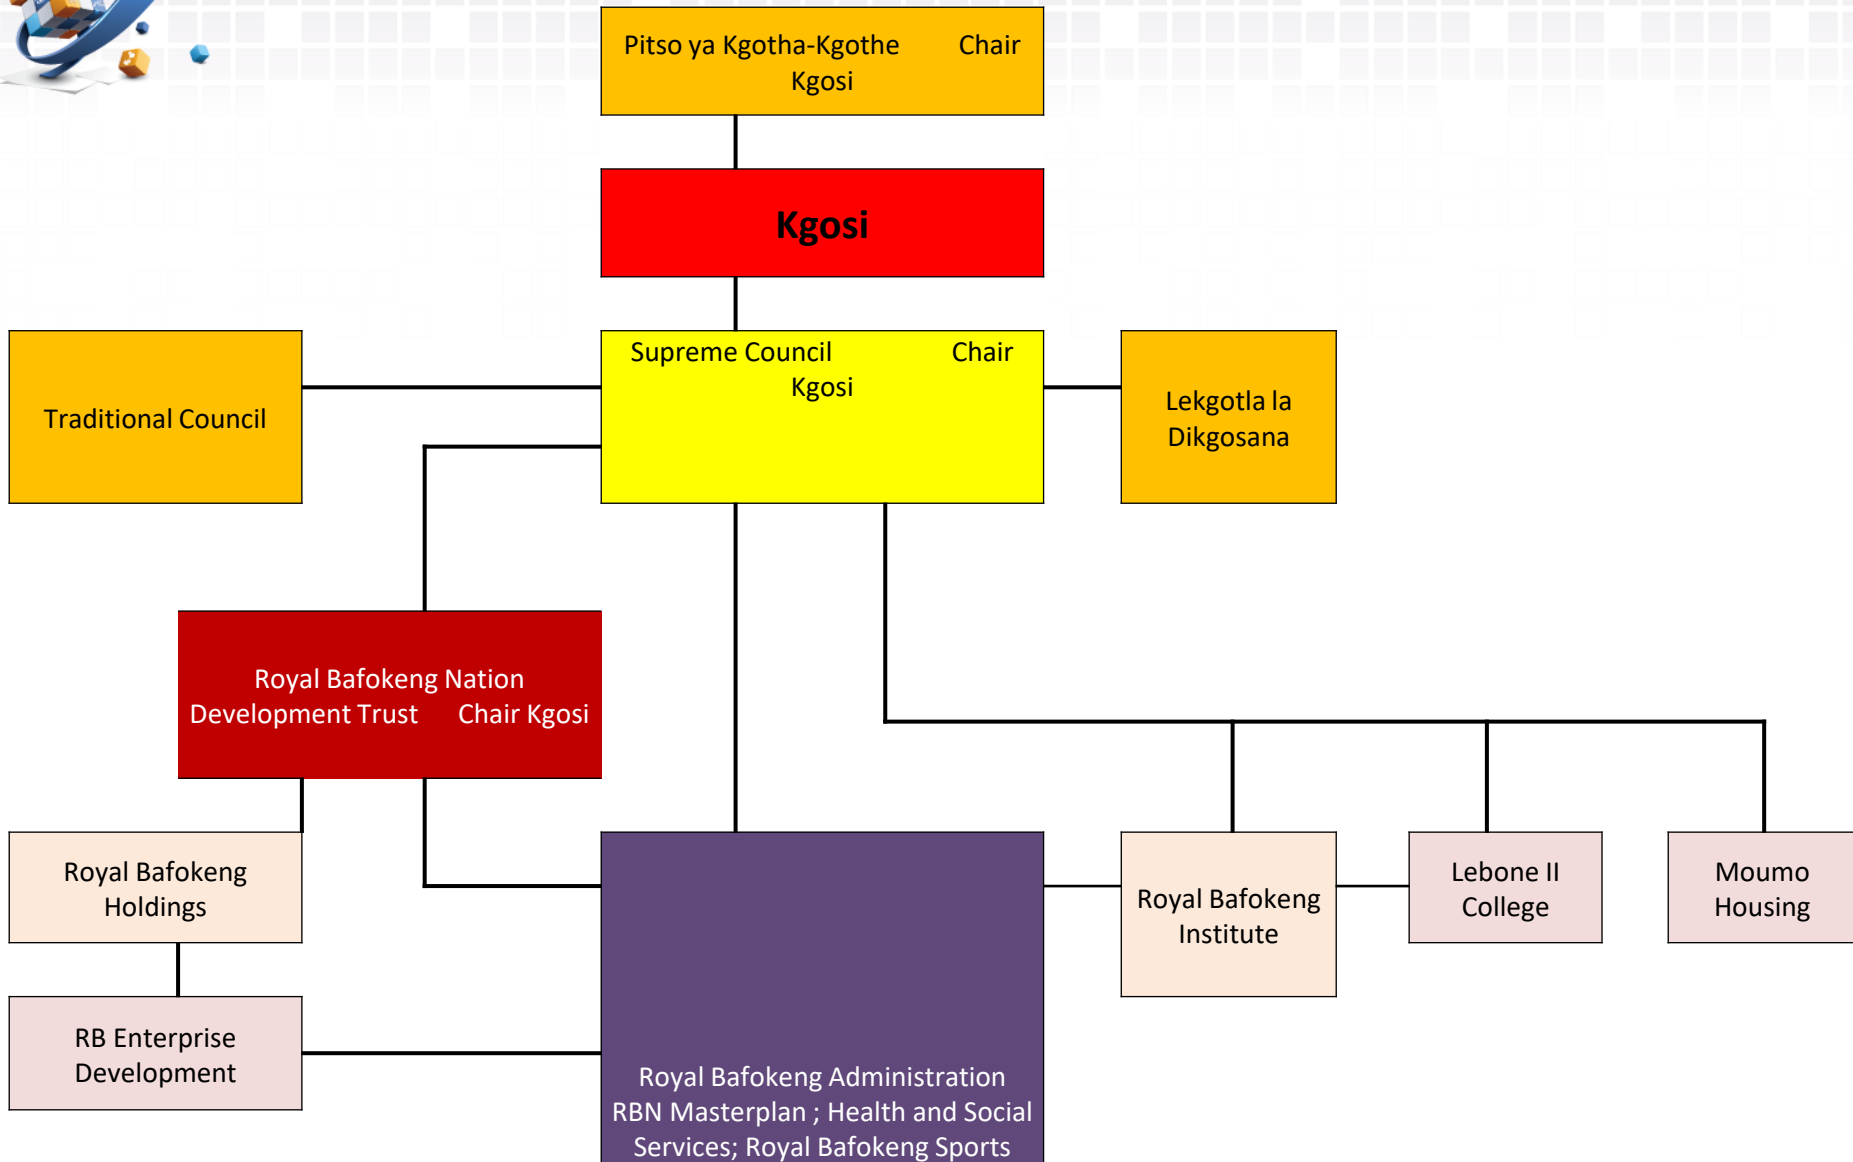 Pitso ya Kgotha-Kgothe Chair
Kgosi
Kgosi
Supreme Council Chair
Kgosi
Traditional Council
Lekgotla la
Dikgosana
Royal Bafokeng Nation
Development Trust Chair Kgosi
Royal Bafokeng
Holdings
Royal Bafokeng
Institute
Lebone II
College
Moumo
Housing
RB Enterprise
Development
Royal Bafokeng Administration
RBN Masterplan ; Health and Social
Services; Royal Bafokeng Sports